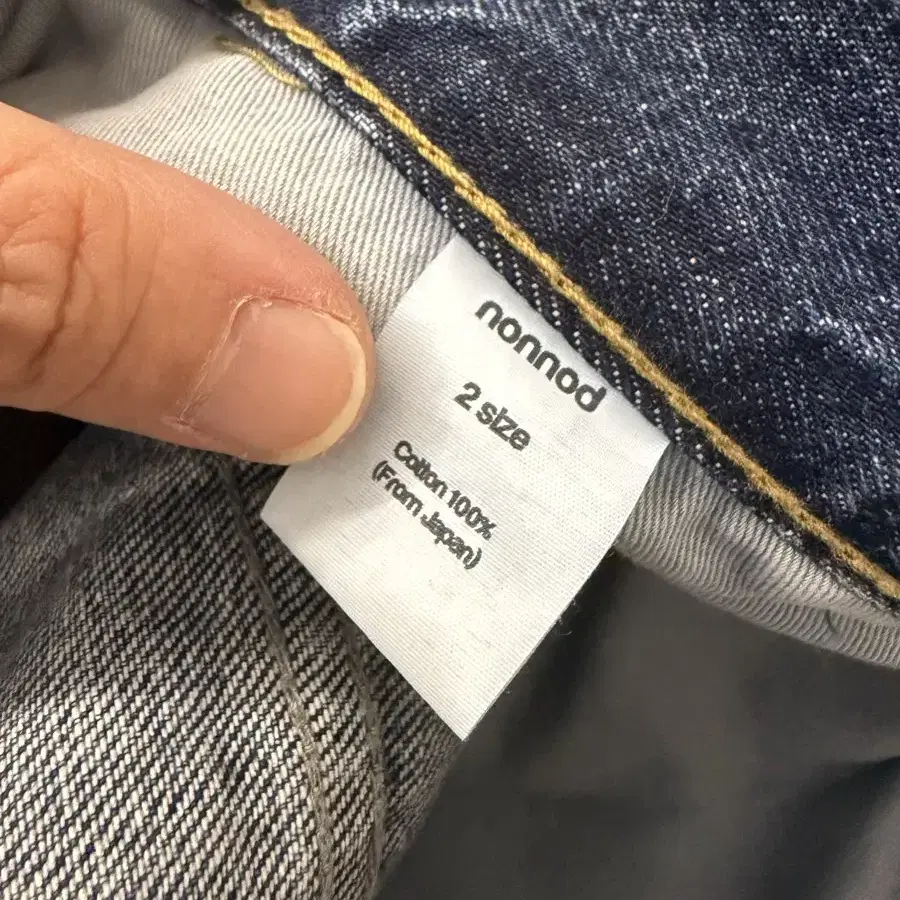 nonnod
2 size
Cotton 100%
(From Japan)